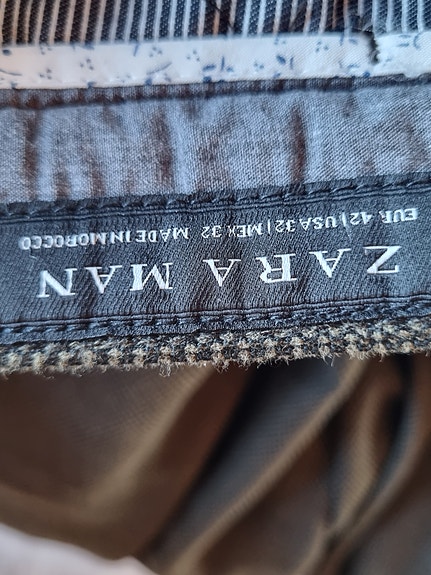 ZARA MAN
EUR 42 | USA 32 | MEX 32 MADE IN MOROCCO